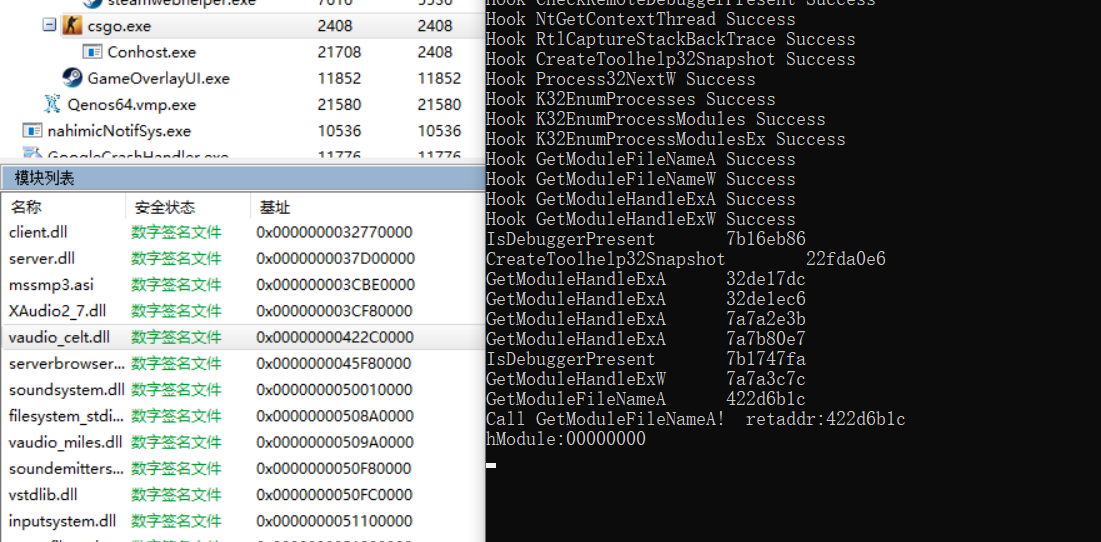 steamwebhelper.exe 7616
csgo.exe 2408 2408
Conhost.exe 21708 2408
GameOverlayUI.exe 11852 11852
Qenos64.vmp.exe 21580 21580
nahimicNotifSys.exe 10536 10536
GoogleCrashHandler.exe 11776 11776
模块列表
名称 安全状态 基址
client.dll 数字签名文件 0x0000000032770000
server.dll 数字签名文件 0x0000000037D00000
mssmp3.asi 数字签名文件 0x000000003CBE0000
XAudio2_7.dll 数字签名文件 0x000000003CF80000
vaudio_celt.dll 数字签名文件 0x00000000422C0000
serverbrowser... 数字签名文件 0x0000000045F80000
soundsystem.dll 数字签名文件 0x0000000050010000
filesystem_stdi... 数字签名文件 0x00000000508A0000
vaudio_miles.dll 数字签名文件 0x00000000509A0000
soundemitters... 数字签名文件 0x0000000050F80000
vstdlib.dll 数字签名文件 0x0000000050FC0000
inputsystem.dll 数字签名文件 0x0000000051100000
Hook CheckRemoteDebuggerPresent Success
Hook NtGetContextThread Success
Hook RtlCaptureStackBackTrace Success
Hook CreateToolhelp32Snapshot Success
Hook Process32NextW Success
Hook K32EnumProcesses Success
Hook K32EnumProcessModules Success
Hook K32EnumProcessModulesEx Success
Hook GetModuleFileNameA Success
Hook GetModuleFileNameW Success
Hook GetModuleHandleExA Success
Hook GetModuleHandleExW Success
IsDebuggerPresent 7b16eb86
CreateToolhelp32Snapshot 22fda0e6
GetModuleHandleExA 32de17dc
GetModuleHandleExA 32de1ec6
GetModuleHandleExA 7a7a2e3b
GetModuleHandleExA 7a7b80e7
IsDebuggerPresent 7b1747fa
GetModuleHandleExW 7a7a3c7c
GetModuleFileNameA 422d6b1c
Call GetModuleFileNameA! retaddr:422d6b1c
hModule:00000000